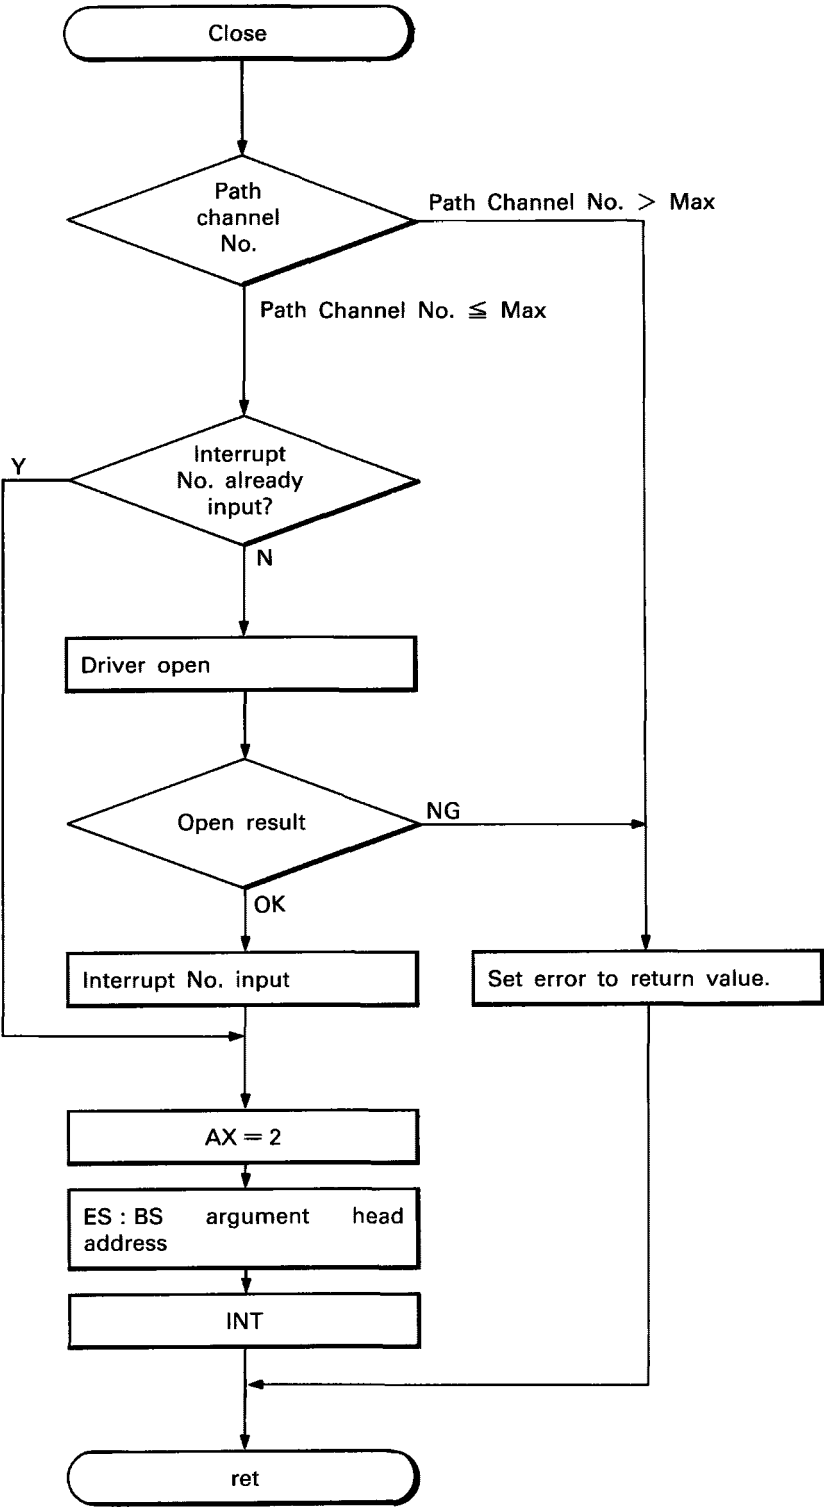 Close
Path
channel
No.
Path Channel No. > Max
Path Channel No. ≦ Max
Interrupt
No. already
input?
Y
N
Driver open
Open result
NG
OK
Interrupt No. input
Set error to return value.
AX = 2
ES : BS argument head
address
INT
ret